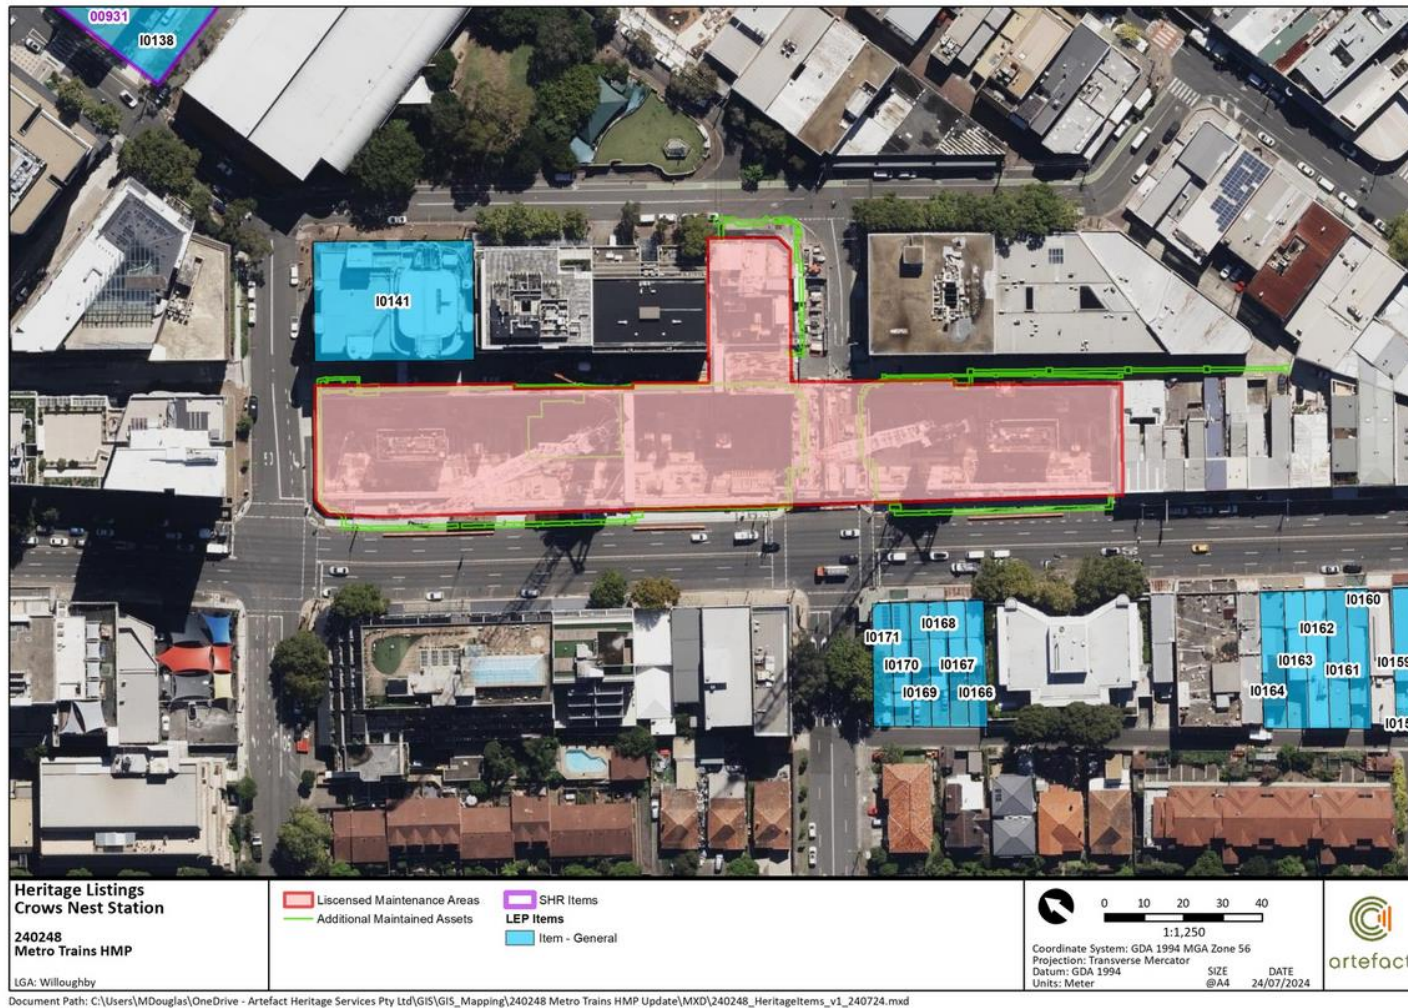 00931
I0138
I0141
I0160
I0168
I0171
I0162
I0170
I0167
I0163
I0161
I0159
I0169
I0166
I0164
I015
Heritage Listings
Crows Nest Station
240248
Metro Trains HMP
LGA: Willoughby
Liscensed Maintenance Areas
Additional Maintained Assets
SHR Items
LEP Items
Item - General
0 10 20 30 40
1:1,250
Coordinate System: GDA 1994 MGA Zone 56
Projection: Transverse Mercator
Datum: GDA 1994
Units: Meter
SIZE
@A4
DATE
24/07/2024
artefact
Document Path: C:\Users\MDouglas\OneDrive - Artefact Heritage Services Pty Ltd\GIS\GIS_Mapping\240248 Metro Trains HMP Update\MXD\240248_HeritageItems_v1_240724.mxd